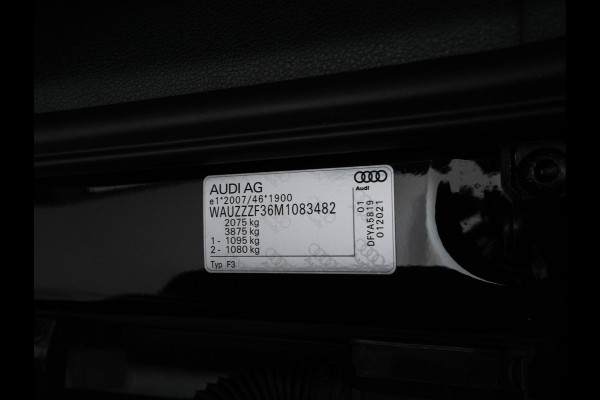 AUDI AG
e1*2007/46*1900
WAUZZZF36M1083482
2075 kg
3875 kg
1 - 1095 kg
2 - 1080 kg
Typ F3
Audi
01
DFYA5819
012021